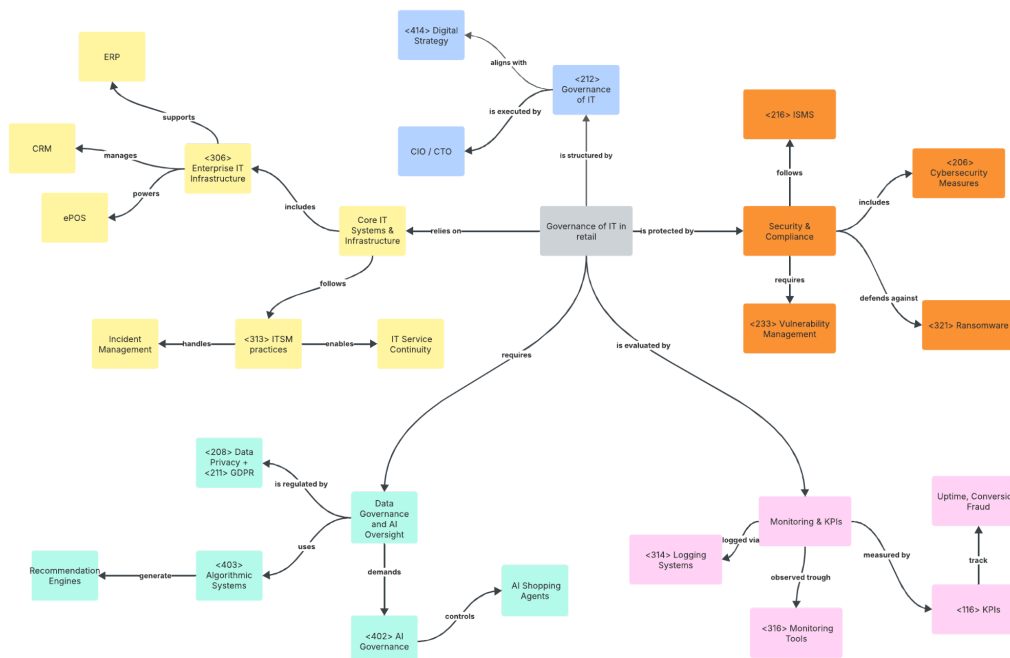 <414> Digital
Strategy
aligns with
<212>
Governance
of IT
is executed by
CIO / CTO
is structured by
ERP
supports
CRM
manages
<306>
Enterprise IT
Infrastructure
powers
ePOS
includes
Core IT
Systems &
Infrastructure
relies on
Governance of IT in
retail
is protected by
<216> ISMS
follows
<206>
Cybersecurity
Measures
includes
Security &
Compliance
requires
defends against
<233> Vulnerability
Management
<321> Ransomware
follows
Incident
Management
handles
<313> ITSM
practices
enables
IT Service
Continuity
requires
is evaluated by
<208> Data
Privacy +
<211> GDPR
is regulated by
Data
Governance
and AI
Oversight
uses
Recommendation
Engines
generate
<403>
Algorithmic
Systems
demands
<402> AI
Governance
controls
AI Shopping
Agents
Monitoring & KPIs
logged via
<314> Logging
Systems
observed trough
<316> Monitoring
Tools
measured by
Uptime, Conversio
Fraud
track
<116> KPIs